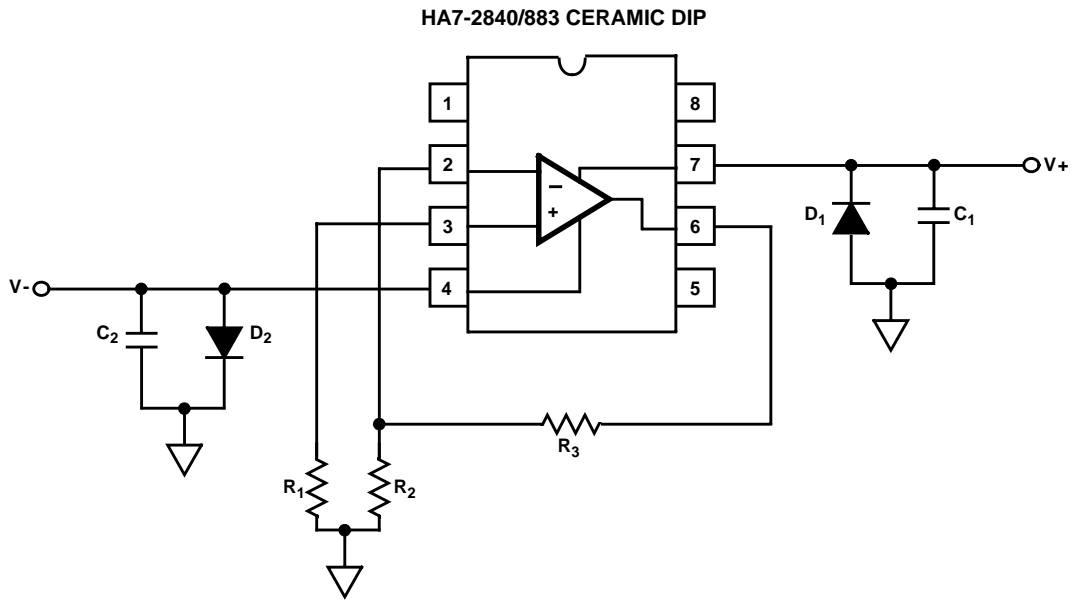 HA7-2840/883 CERAMIC DIP
1
8
2
7
V+
3
6
D1
C1
4
5
V-
C2
D2
−
+
R3
R1
R2